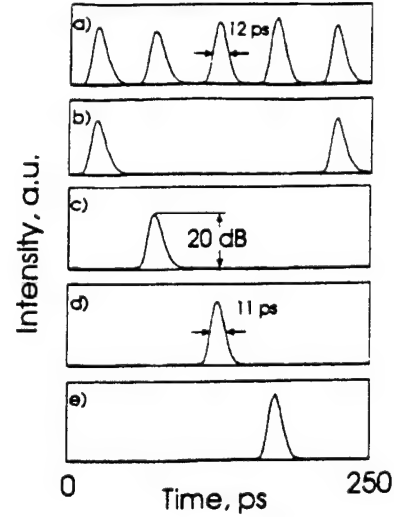 a)
12 ps
b)
c)
20 dB
d)
11 ps
e)
Intensity, a.u.
0
250
Time, ps